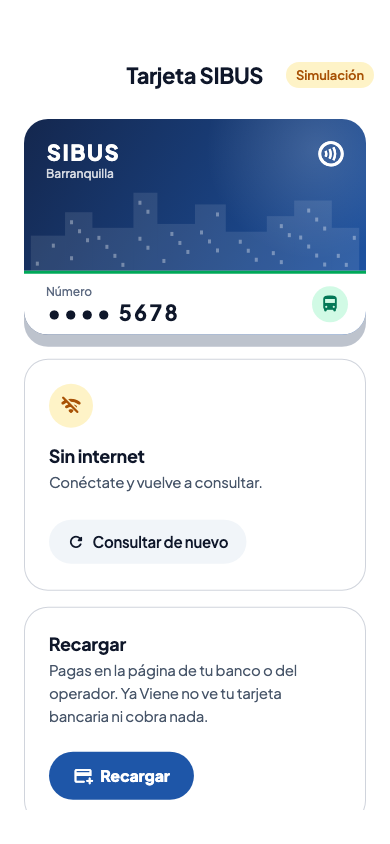 Tarjeta SIBUS
Simulación
SIBUS
Barranquilla
Número
•••• 5678
Sin internet
Conéctate y vuelve a consultar.
Consultar de nuevo
Recargar
Pagas en la página de tu banco o del
operador. Ya Viene no ve tu tarjeta
bancaria ni cobra nada.
Recargar